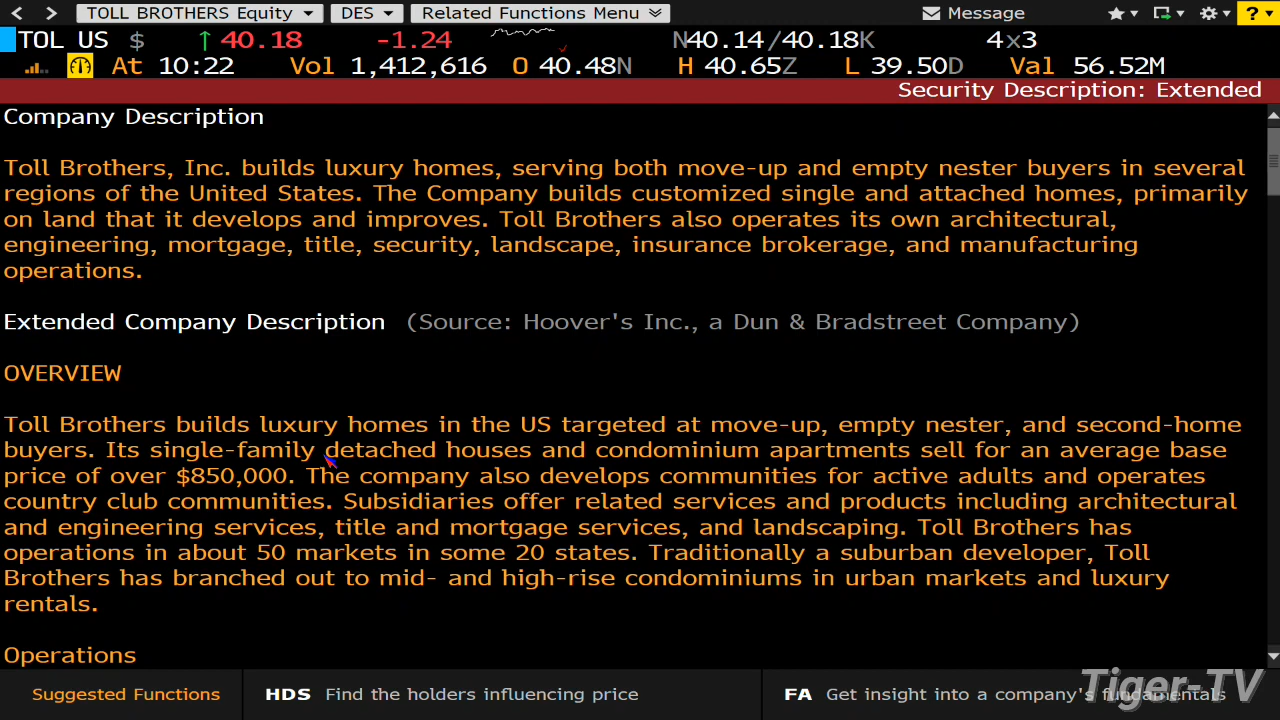 < > TOLL BROTHERS Equity DES Related Functions Menu Message ?
TOL US $ ↑ 40.18 -1.24 N40.14/40.18K 4x3
At 10:22 Vol 1,412,616 O 40.48N H 40.65Z L 39.50D Val 56.52M
Security Description: Extended
Company Description
Toll Brothers, Inc. builds luxury homes, serving both move-up and empty nester buyers in several
regions of the United States. The Company builds customized single and attached homes, primarily
on land that it develops and improves. Toll Brothers also operates its own architectural,
engineering, mortgage, title, security, landscape, insurance brokerage, and manufacturing
operations.
Extended Company Description (Source: Hoover's Inc., a Dun & Bradstreet Company)
OVERVIEW
Toll Brothers builds luxury homes in the US targeted at move-up, empty nester, and second-home
buyers. Its single-family detached houses and condominium apartments sell for an average base
price of over $850,000. The company also develops communities for active adults and operates
country club communities. Subsidiaries offer related services and products including architectural
and engineering services, title and mortgage services, and landscaping. Toll Brothers has
operations in about 50 markets in some 20 states. Traditionally a suburban developer, Toll
Brothers has branched out to mid- and high-rise condominiums in urban markets and luxury
rentals.
Operations
Suggested Functions HDS Find the holders influencing price FA Get insight into a company's fundamentals
Tiger-TV